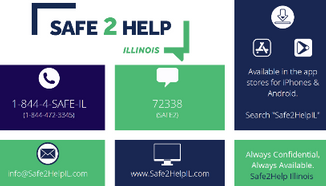 SAFE 2 HELP
ILLINOIS
1-844-4-SAFE-IL
(1-844-472-3345)
72338
(SAFE2)
Available in the app
stores for iPhones &
Android.
Search "Safe2HelpIL."
info@Safe2HelpIL.com
www.Safe2HelpIL.com
Always Confidential,
Always Available.
Safe2Help Illinois